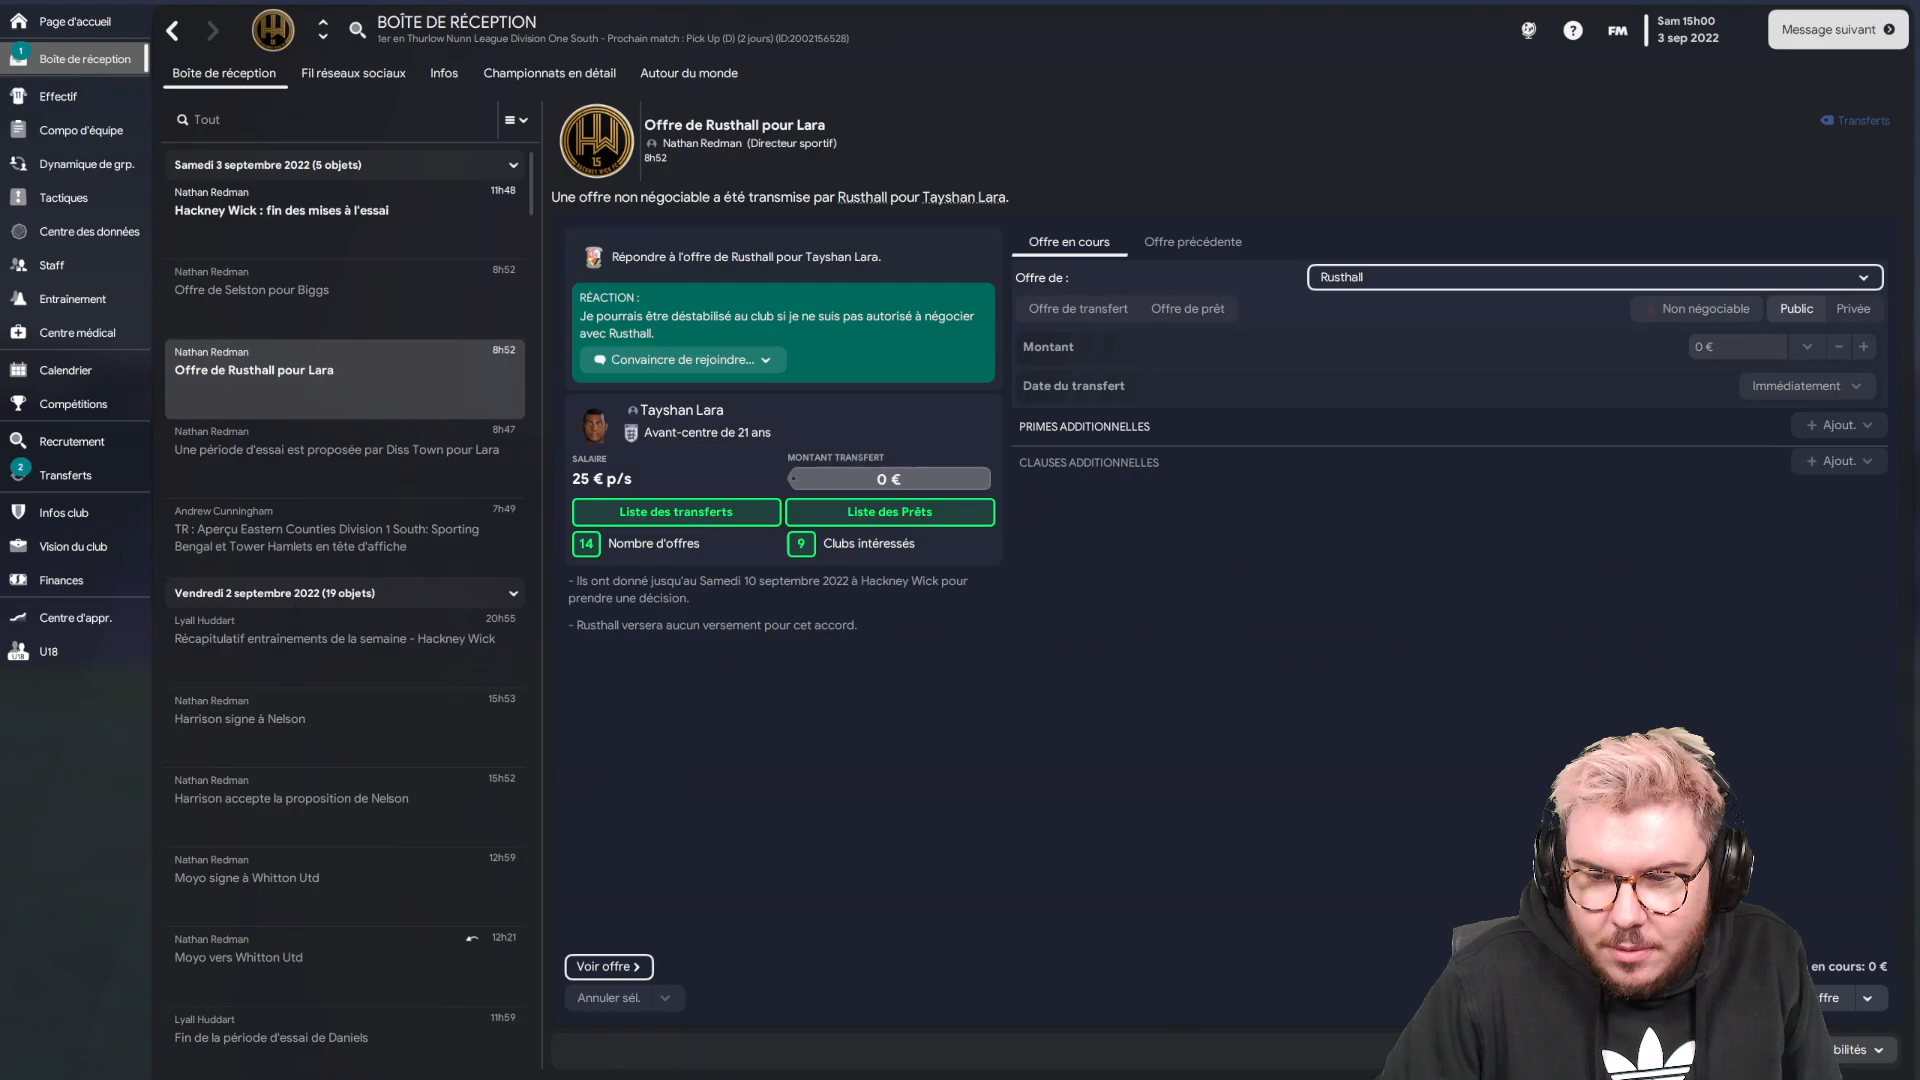 Page d'accueil
1
Boîte de réception
Effectif
Compo d'équipe
Dynamique de grp.
Tactiques
Centre des données
Staff
Entraînement
Centre médical
Calendrier
Compétitions
Recrutement
2
Transferts
Infos club
Vision du club
Finances
Centre d'appr.
U18
U18
BOÎTE DE RÉCEPTION
1er en Thurlow Nunn League Division One South - Prochain match : Pick Up (D) (2 jours) (ID:2002156528)
?
FM
Sam 15h00
3 sep 2022
Message suivant
Boîte de réception
Fil réseaux sociaux
Infos
Championnats en détail
Autour du monde
Tout
Samedi 3 septembre 2022 (5 objets)
Nathan Redman 11h48
Hackney Wick : fin des mises à l'essai
Nathan Redman 8h52
Offre de Selston pour Biggs
Nathan Redman 8h52
Offre de Rusthall pour Lara
Nathan Redman 8h47
Une période d'essai est proposée par Diss Town pour Lara
Andrew Cunningham 7h49
TR : Aperçu Eastern Counties Division 1 South: Sporting
Bengal et Tower Hamlets en tête d'affiche
Vendredi 2 septembre 2022 (19 objets)
Lyall Huddart 20h55
Récapitulatif entraînements de la semaine - Hackney Wick
Nathan Redman 15h53
Harrison signe à Nelson
Nathan Redman 15h52
Harrison accepte la proposition de Nelson
Nathan Redman 12h59
Moyo signe à Whitton Utd
Nathan Redman 12h21
Moyo vers Whitton Utd
Lyall Huddart 11h59
Fin de la période d'essai de Daniels
HW
15
HACKNEY WICK FC
Offre de Rusthall pour Lara
Nathan Redman (Directeur sportif)
8h52
Transferts
Une offre non négociable a été transmise par Rusthall pour Tayshan Lara.
Répondre à l'offre de Rusthall pour Tayshan Lara.
RÉACTION :
Je pourrais être déstabilisé au club si je ne suis pas autorisé à négocier
avec Rusthall.
Convaincre de rejoindre...
Tayshan Lara
Avant-centre de 21 ans
SALAIRE
25 € p/s
MONTANT TRANSFERT
0 €
Liste des transferts
Liste des Prêts
14 Nombre d'offres
9 Clubs intéressés
- Ils ont donné jusqu'au Samedi 10 septembre 2022 à Hackney Wick pour
prendre une décision.
- Rusthall versera aucun versement pour cet accord.
Voir offre
Annuler sél.
Offre en cours
Offre précédente
Offre de :
Rusthall
Offre de transfert
Offre de prêt
Non négociable
Public
Privée
Montant
0 €
Date du transfert
Immédiatement
PRIMES ADDITIONNELLES
Ajout.
CLAUSES ADDITIONNELLES
Ajout.
en cours: 0 €
ffre
bilités